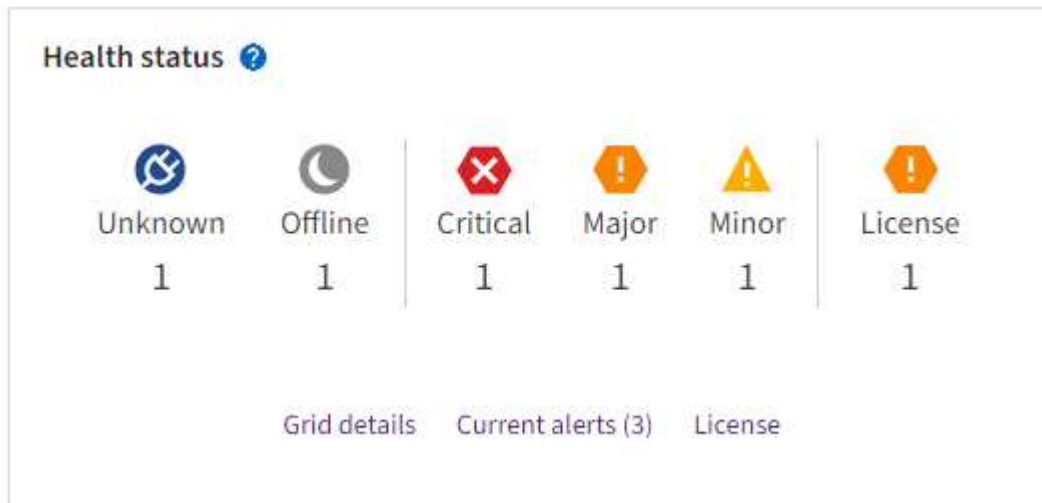 Health status ?
Unknown Offline Critical Major Minor License
1 1 1 1 1 1
Grid details Current alerts (3) License